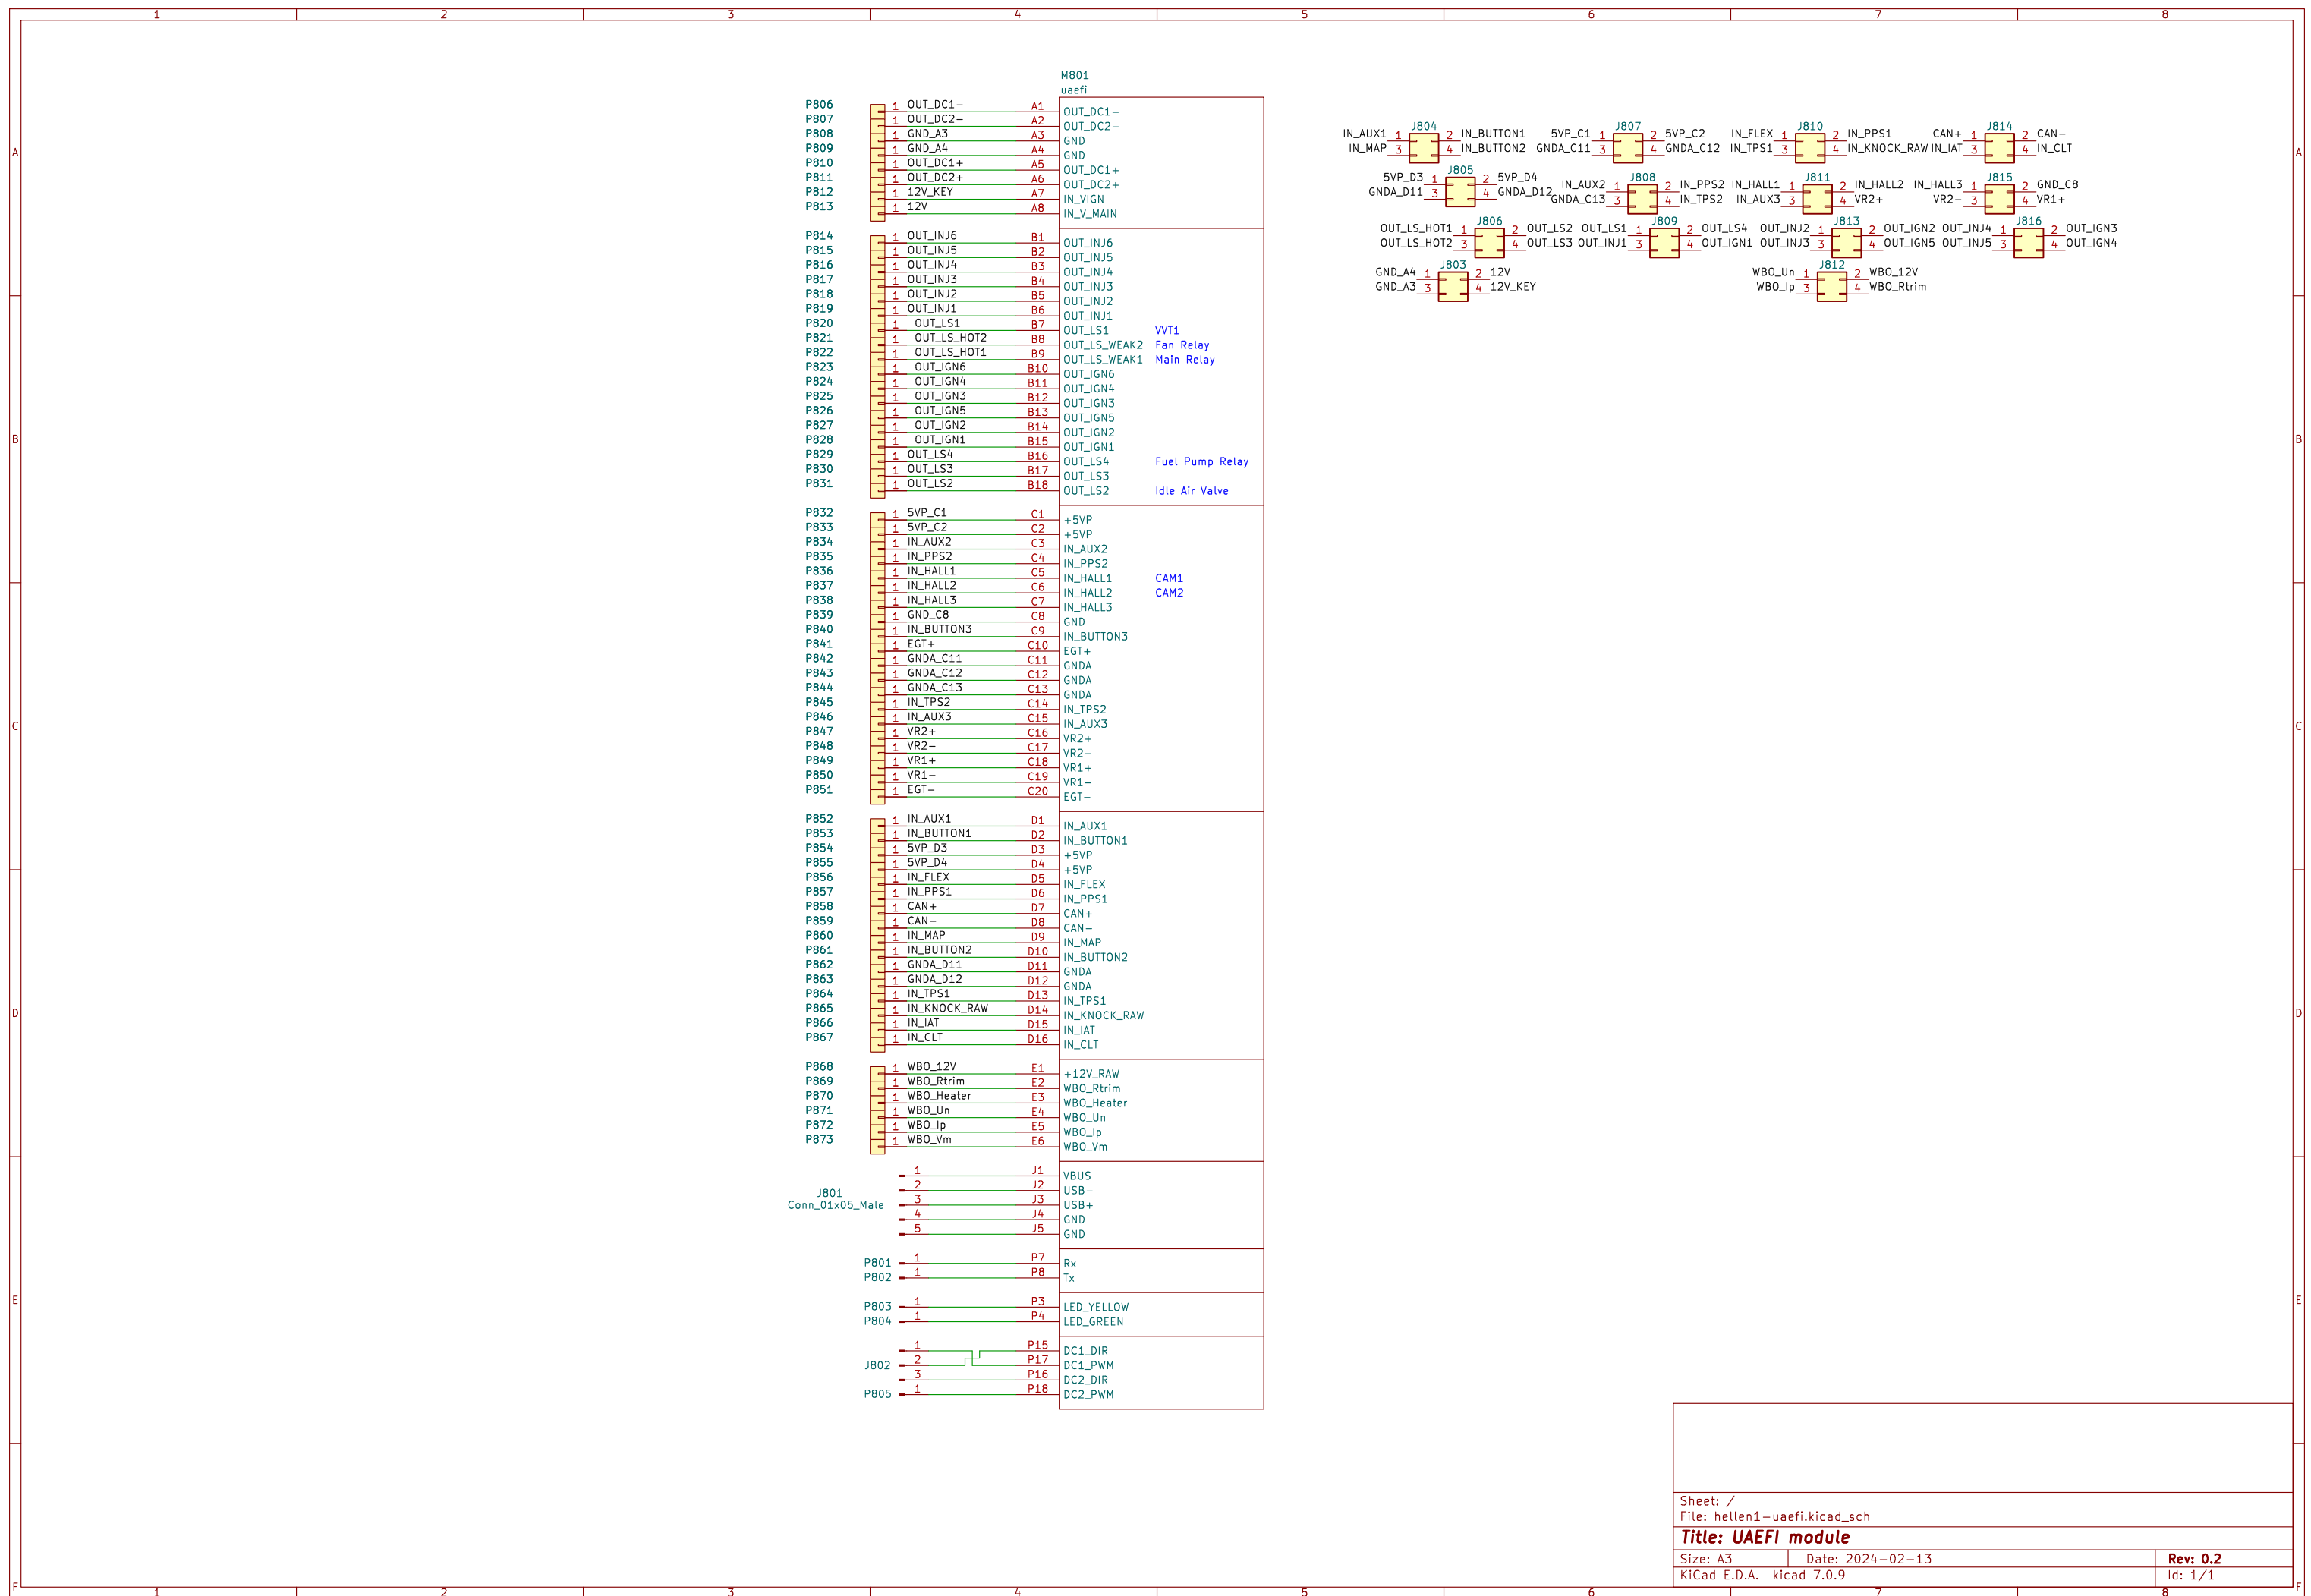 1 2 3 4 5 6 7 8
M801
uaefi
P806 1 OUT_DC1- A1 OUT_DC1-
P807 1 OUT_DC2- A2 OUT_DC2-
P808 1 GND_A3 A3 GND
P809 1 GND_A4 A4 GND
P810 1 OUT_DC1+ A5 OUT_DC1+
P811 1 OUT_DC2+ A6 OUT_DC2+
P812 1 12V_KEY A7 IN_VIGN
P813 1 12V A8 IN_V_MAIN
P814 1 OUT_INJ6 B1 OUT_INJ6
P815 1 OUT_INJ5 B2 OUT_INJ5
P816 1 OUT_INJ4 B3 OUT_INJ4
P817 1 OUT_INJ3 B4 OUT_INJ3
P818 1 OUT_INJ2 B5 OUT_INJ2
P819 1 OUT_INJ1 B6 OUT_INJ1
P820 1 OUT_LS1 B7 OUT_LS1 VVT1
P821 1 OUT_LS_HOT2 B8 OUT_LS_WEAK2 Fan Relay
P822 1 OUT_LS_HOT1 B9 OUT_LS_WEAK1 Main Relay
P823 1 OUT_IGN6 B10 OUT_IGN6
P824 1 OUT_IGN4 B11 OUT_IGN4
P825 1 OUT_IGN3 B12 OUT_IGN3
P826 1 OUT_IGN5 B13 OUT_IGN5
P827 1 OUT_IGN2 B14 OUT_IGN2
P828 1 OUT_IGN1 B15 OUT_IGN1
P829 1 OUT_LS4 B16 OUT_LS4 Fuel Pump Relay
P830 1 OUT_LS3 B17 OUT_LS3
P831 1 OUT_LS2 B18 OUT_LS2 Idle Air Valve
P832 1 5VP_C1 C1 +5VP
P833 1 5VP_C2 C2 +5VP
P834 1 IN_AUX2 C3 IN_AUX2
P835 1 IN_PPS2 C4 IN_PPS2
P836 1 IN_HALL1 C5 IN_HALL1 CAM1
P837 1 IN_HALL2 C6 IN_HALL2 CAM2
P838 1 IN_HALL3 C7 IN_HALL3
P839 1 GND_C8 C8 GND
P840 1 IN_BUTTON3 C9 IN_BUTTON3
P841 1 EGT+ C10 EGT+
P842 1 GNDA_C11 C11 GNDA
P843 1 GNDA_C12 C12 GNDA
P844 1 GNDA_C13 C13 GNDA
P845 1 IN_TPS2 C14 IN_TPS2
P846 1 IN_AUX3 C15 IN_AUX3
P847 1 VR2+ C16 VR2+
P848 1 VR2- C17 VR2-
P849 1 VR1+ C18 VR1+
P850 1 VR1- C19 VR1-
P851 1 EGT- C20 EGT-
P852 1 IN_AUX1 D1 IN_AUX1
P853 1 IN_BUTTON1 D2 IN_BUTTON1
P854 1 5VP_D3 D3 +5VP
P855 1 5VP_D4 D4 +5VP
P856 1 IN_FLEX D5 IN_FLEX
P857 1 IN_PPS1 D6 IN_PPS1
P858 1 CAN+ D7 CAN+
P859 1 CAN- D8 CAN-
P860 1 IN_MAP D9 IN_MAP
P861 1 IN_BUTTON2 D10 IN_BUTTON2
P862 1 GNDA_D11 D11 GNDA
P863 1 GNDA_D12 D12 GNDA
P864 1 IN_TPS1 D13 IN_TPS1
P865 1 IN_KNOCK_RAW D14 IN_KNOCK_RAW
P866 1 IN_IAT D15 IN_IAT
P867 1 IN_CLT D16 IN_CLT
P868 1 WBO_12V E1 +12V_RAW
P869 1 WBO_Rtrim E2 WBO_Rtrim
P870 1 WBO_Heater E3 WBO_Heater
P871 1 WBO_Un E4 WBO_Un
P872 1 WBO_Ip E5 WBO_Ip
P873 1 WBO_Vm E6 WBO_Vm
J801
Conn_01x05_Male
1 J1 VBUS
2 J2 USB-
3 J3 USB+
4 J4 GND
5 J5 GND
P801 1 P7 Rx
P802 1 P8 Tx
P803 1 P3 LED_YELLOW
P804 1 P4 LED_GREEN
1 P15 DC1_DIR
J802 2 P17 DC1_PWM
3 P16 DC2_DIR
P805 1 P18 DC2_PWM
J804 J807 J810 J814
IN_AUX1 1 2 IN_BUTTON1 5VP_C1 1 2 5VP_C2 IN_FLEX 1 2 IN_PPS1 CAN+ 1 2 CAN-
IN_MAP 3 4 IN_BUTTON2 GNDA_C11 3 4 GNDA_C12 IN_TPS1 3 4 IN_KNOCK_RAW IN_IAT 3 4 IN_CLT
J805 J808 J811 J815
5VP_D3 1 2 5VP_D4 IN_AUX2 1 2 IN_PPS2 IN_HALL1 1 2 IN_HALL2 IN_HALL3 1 2 GND_C8
GNDA_D11 3 4 GNDA_D12 GNDA_C13 3 4 IN_TPS2 IN_AUX3 3 4 VR2+ VR2- 3 4 VR1+
J806 J809 J813 J816
OUT_LS_HOT1 1 2 OUT_LS2 OUT_LS1 1 2 OUT_LS4 OUT_INJ2 1 2 OUT_IGN2 OUT_INJ4 1 2 OUT_IGN3
OUT_LS_HOT2 3 4 OUT_LS3 OUT_INJ1 3 4 OUT_IGN1 OUT_INJ3 3 4 OUT_IGN5 OUT_INJ5 3 4 OUT_IGN4
J803 J812
GND_A4 1 2 12V WBO_Un 1 2 WBO_12V
GND_A3 3 4 12V_KEY WBO_Ip 3 4 WBO_Rtrim
A A
B B
C C
D D
E E
F F
Sheet: /
File: hellen1-uaefi.kicad_sch
Title: UAEFI module
Size: A3 Date: 2024-02-13 Rev: 0.2
KiCad E.D.A. kicad 7.0.9 Id: 1/1
1 2 3 4 5 6 7 8